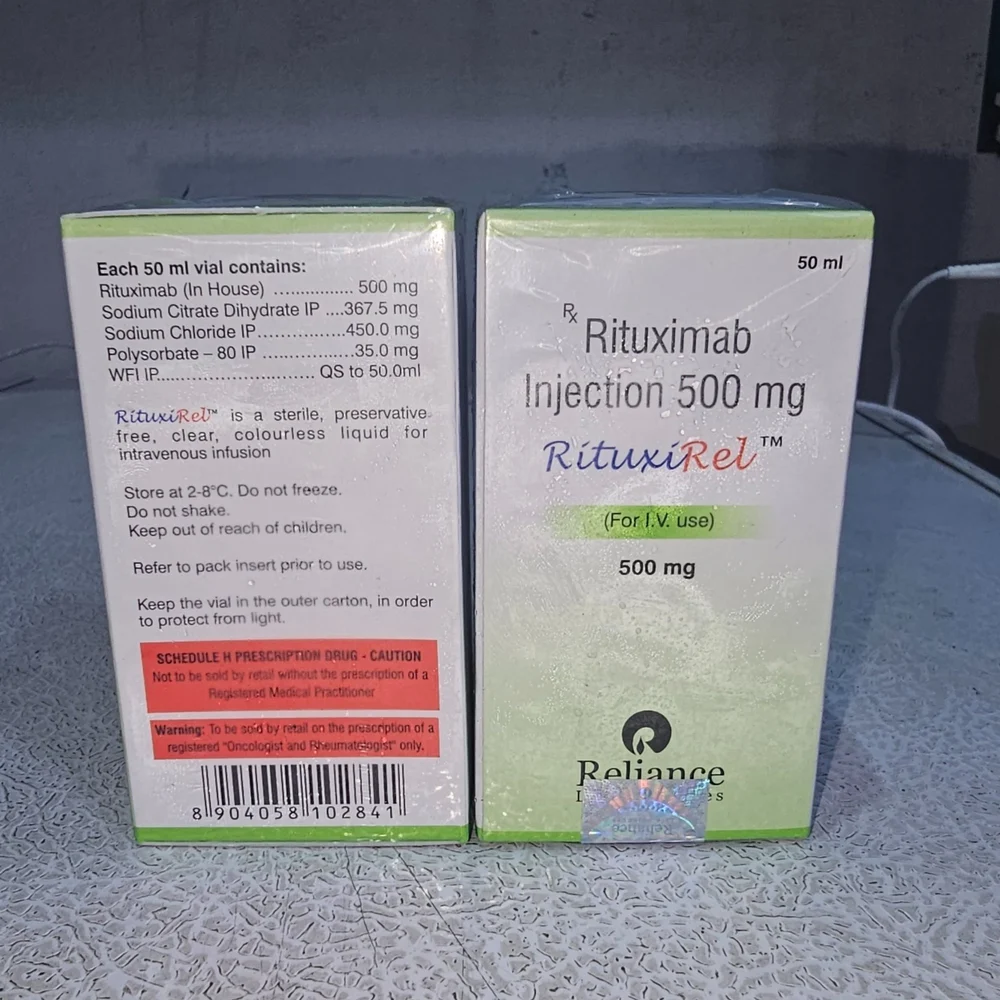 Each 50 ml vial contains:
Rituximab (In House) ................ 500 mg
Sodium Citrate Dihydrate IP ....367.5 mg
Sodium Chloride IP................450.0 mg
Polysorbate – 80 IP .................35.0 mg
WFI IP............................ QS to 50.0ml
RituxiRel™ is a sterile, preservative
free, clear, colourless liquid for
intravenous infusion
Store at 2-8°C. Do not freeze.
Do not shake.
Keep out of reach of children.
Refer to pack insert prior to use.
Keep the vial in the outer carton, in order
to protect from light.
SCHEDULE H PRESCRIPTION DRUG - CAUTION
Not to be sold by retail without the prescription of a
Registered Medical Practitioner
Warning: To be sold by retail on the prescription of a
registered "Oncologist and Rheumatologist" only.
8 904058 102841
50 ml
Rx
Rituximab
Injection 500 mg
RituxiRel™
(For I.V. use)
500 mg
Reliance
Reliance